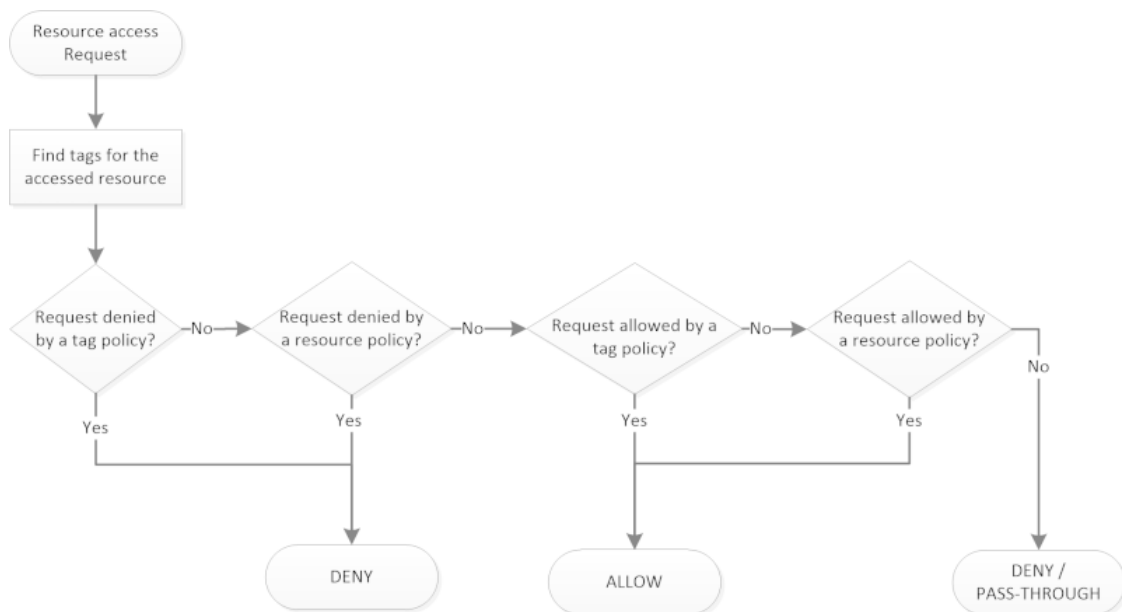 Resource access
Request
Find tags for the
accessed resource
Request denied
by a tag policy?
No
Request denied by
a resource policy?
No
Request allowed by a
tag policy?
No
Request allowed by
a resource policy?
No
Yes
Yes
Yes
Yes
DENY
ALLOW
DENY /
PASS-THROUGH